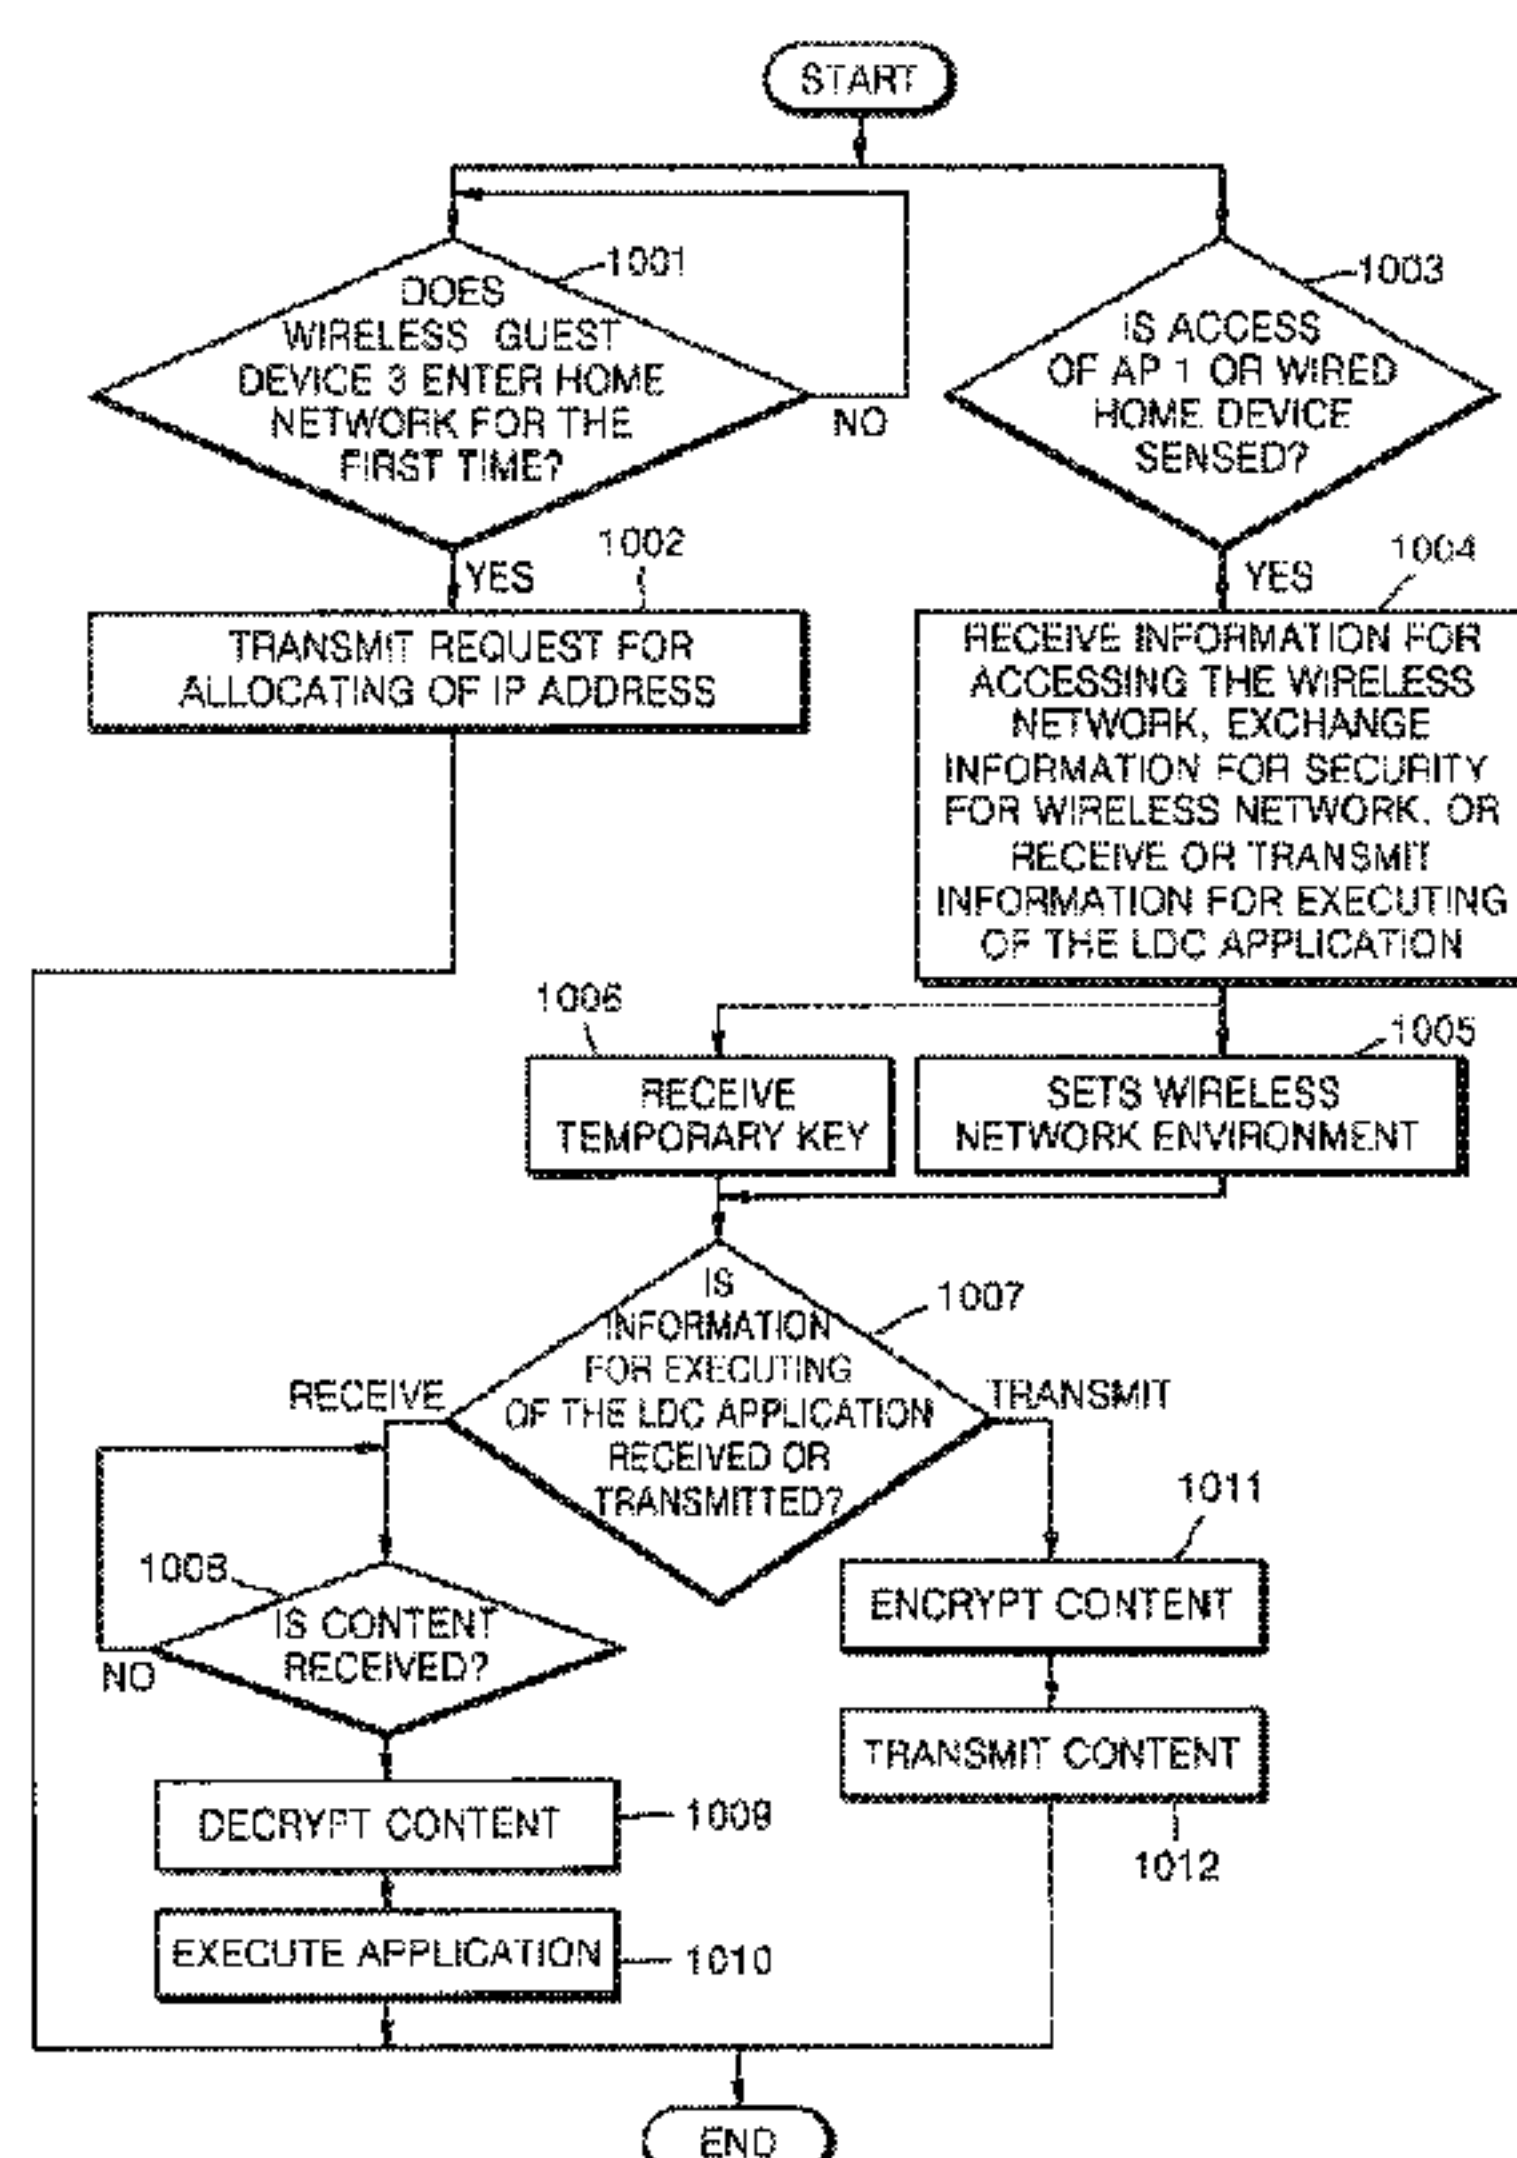 START
1001
DOES
WIRELESS GUEST
DEVICE 3 ENTER HOME
NETWORK FOR THE
FIRST TIME?
NO
1003
IS ACCESS
OF AP 1 OR WIRED
HOME DEVICE
SENSED?
YES
1002
TRANSMIT REQUEST FOR
ALLOCATING OF IP ADDRESS
YES
1004
RECEIVE INFORMATION FOR
ACCESSING THE WIRELESS
NETWORK, EXCHANGE
INFORMATION FOR SECURITY
FOR WIRELESS NETWORK, OR
RECEIVE OR TRANSMIT
INFORMATION FOR EXECUTING
OF THE LDC APPLICATION
1006
RECEIVE
TEMPORARY KEY
1005
SETS WIRELESS
NETWORK ENVIRONMENT
1007
IS
INFORMATION
FOR EXECUTING
OF THE LDC APPLICATION
RECEIVED OR
TRANSMITTED?
RECEIVE
TRANSMIT
1008
IS CONTENT
RECEIVED?
NO
1011
ENCRYPT CONTENT
TRANSMIT CONTENT
1012
DECRYPT CONTENT
1009
EXECUTE APPLICATION
1010
END